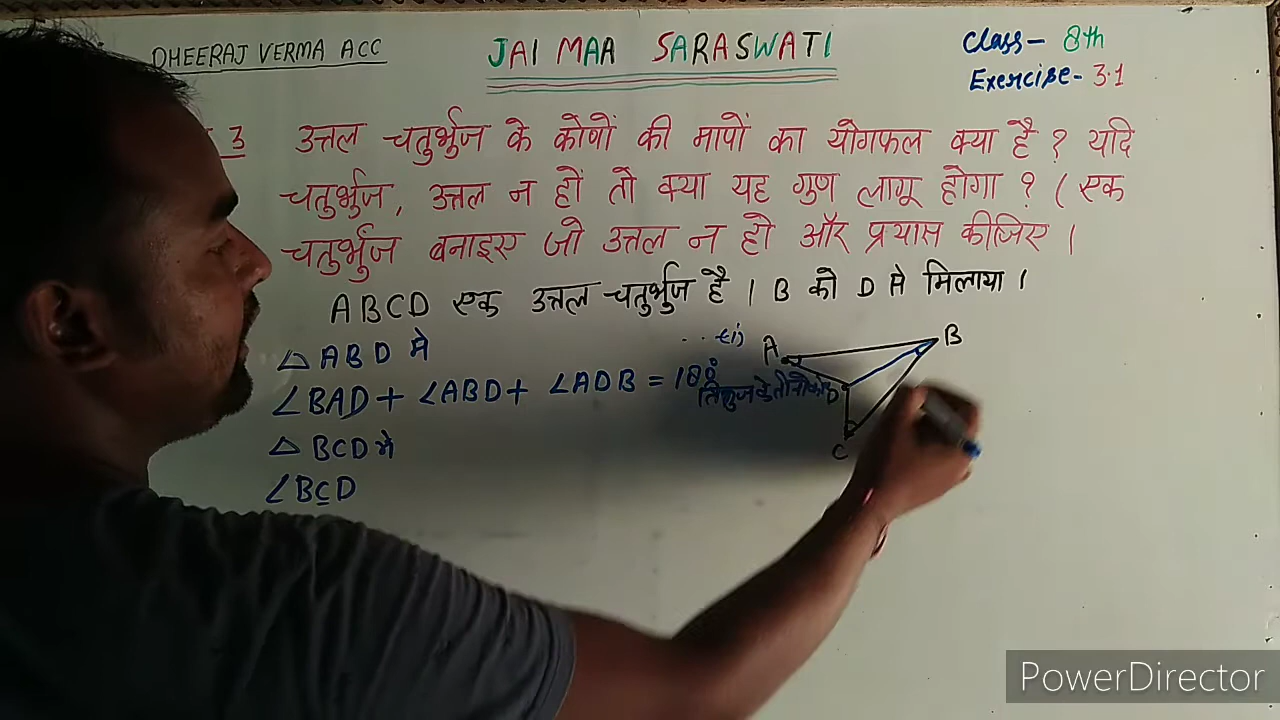 DHEERAJ VERMA ACC
JAI MAA SARASWATI
Class- 8th
Exercise- 3.1
3 उत्तल चतुर्भुज के कोणों की मापों का योगफल क्या है ? यदि
चतुर्भुज, उत्तल न हों तो क्या यह गुण लागू होगा ? ( एक
चतुर्भुज बनाइए जो उत्तल न हो और प्रयास कीजिए ।
ABCD एक उत्तल चतुर्भुज है । B को D से मिलाया ।
△ ABD में
∠BAD + ∠ABD + ∠ADB = 180°
...(i)
त्रिभुज के तीनों
△ BCD में
∠BCD
A
B
D
C
PowerDirector